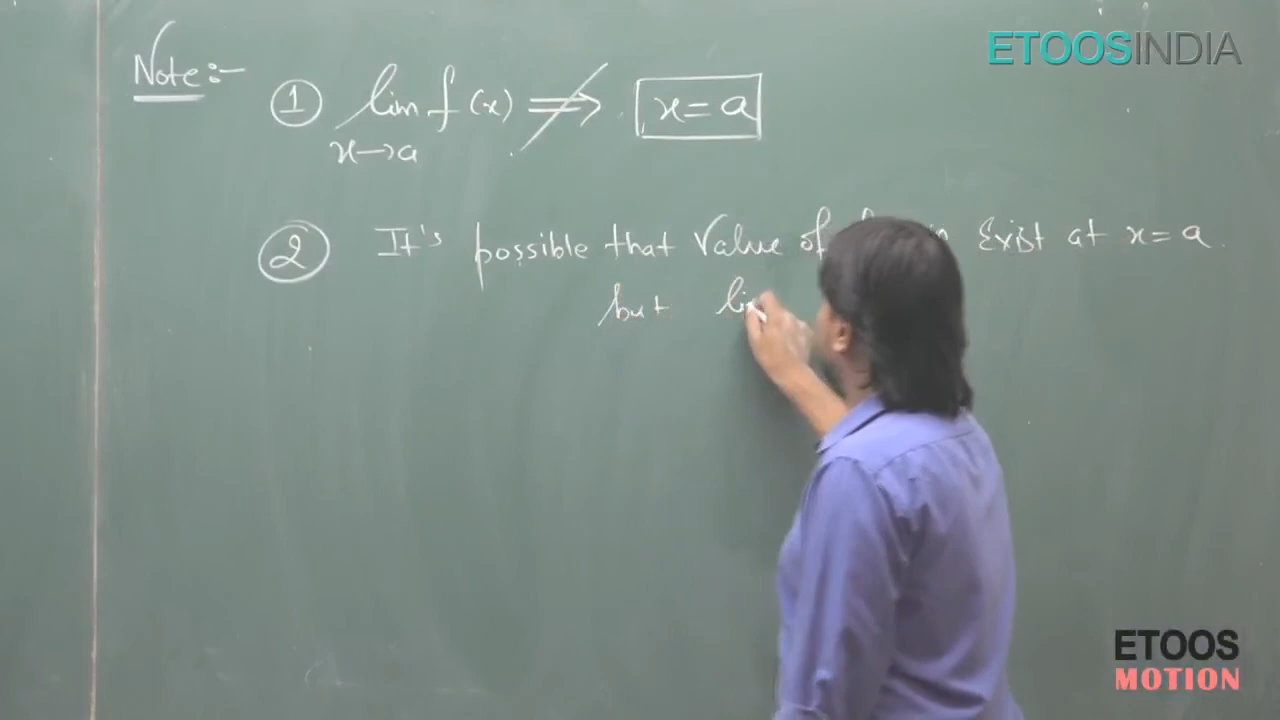 ETOOSINDIA
Note:-
① lim f(x) ⇏ x = a
x→a
② It's possible that Value of Exist at x = a.
but
ETOOS
MOTION